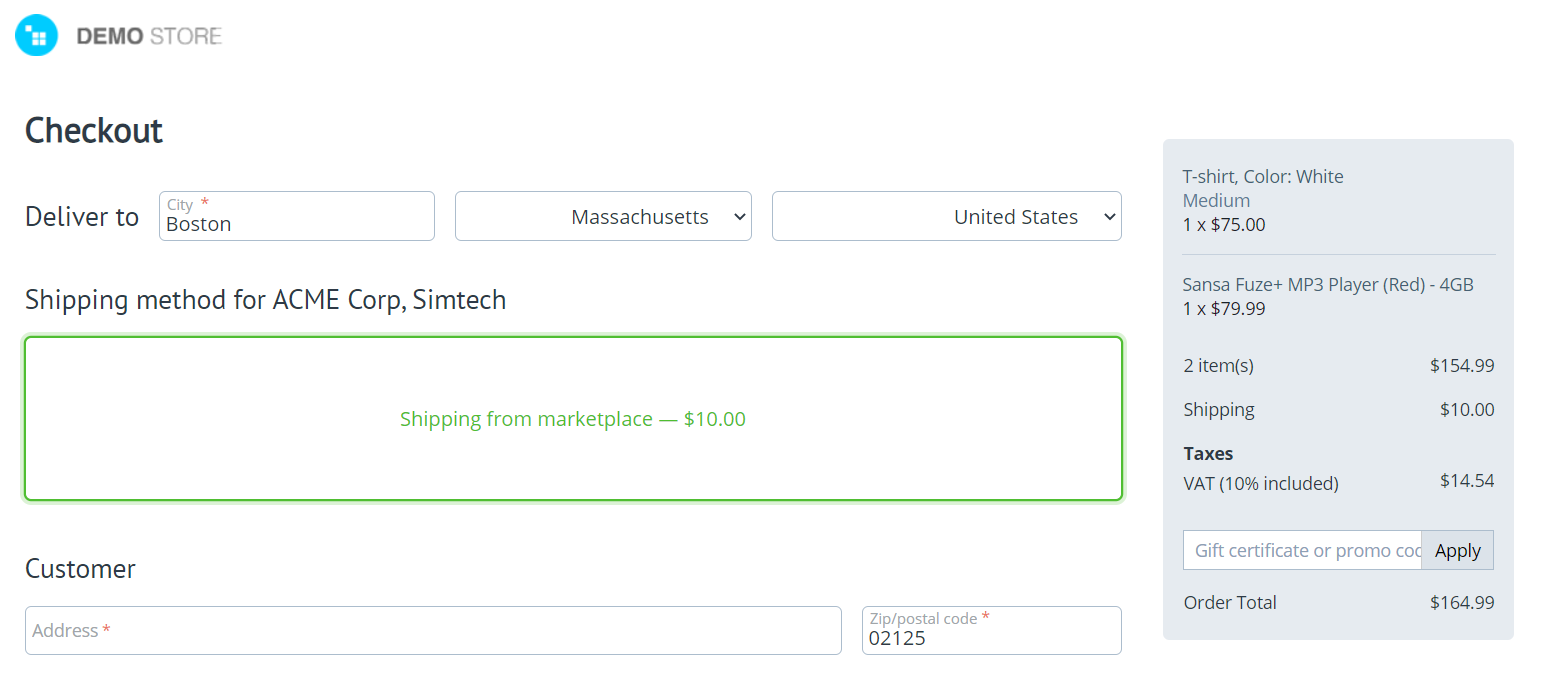 DEMO STORE
Checkout
Deliver to
City *
Boston
Massachusetts
United States
Shipping method for ACME Corp, Simtech
Shipping from marketplace — $10.00
Customer
Address *
Zip/postal code *
02125
T-shirt, Color: White
Medium
1 x $75.00
Sansa Fuze+ MP3 Player (Red) - 4GB
1 x $79.99
2 item(s) $154.99
Shipping $10.00
Taxes
VAT (10% included) $14.54
Gift certificate or promo coc Apply
Order Total $164.99